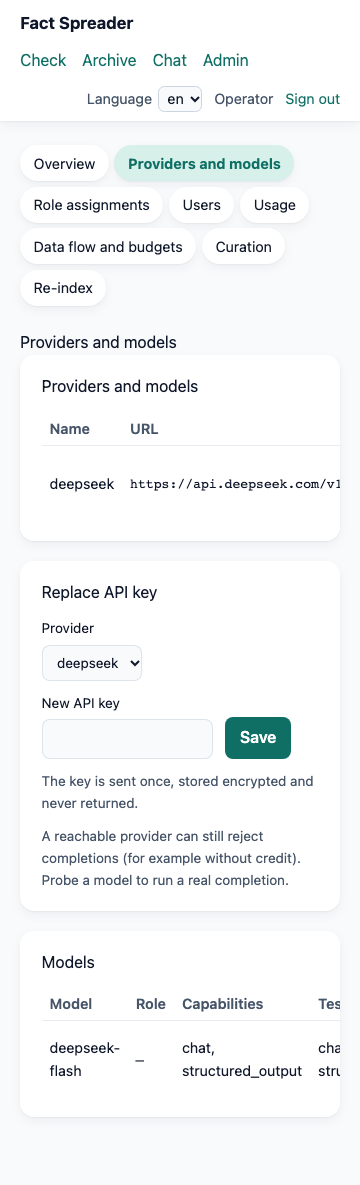 Fact Spreader
Check Archive Chat Admin
Language en Operator Sign out
Overview Providers and models
Role assignments Users Usage
Data flow and budgets Curation
Re-index
Providers and models
Providers and models
Name URL
deepseek https://api.deepseek.com/v1
Replace API key
Provider
deepseek
New API key
Save
The key is sent once, stored encrypted and
never returned.
A reachable provider can still reject
completions (for example without credit).
Probe a model to run a real completion.
Models
Model Role Capabilities
deepseek- chat,
flash – structured_output